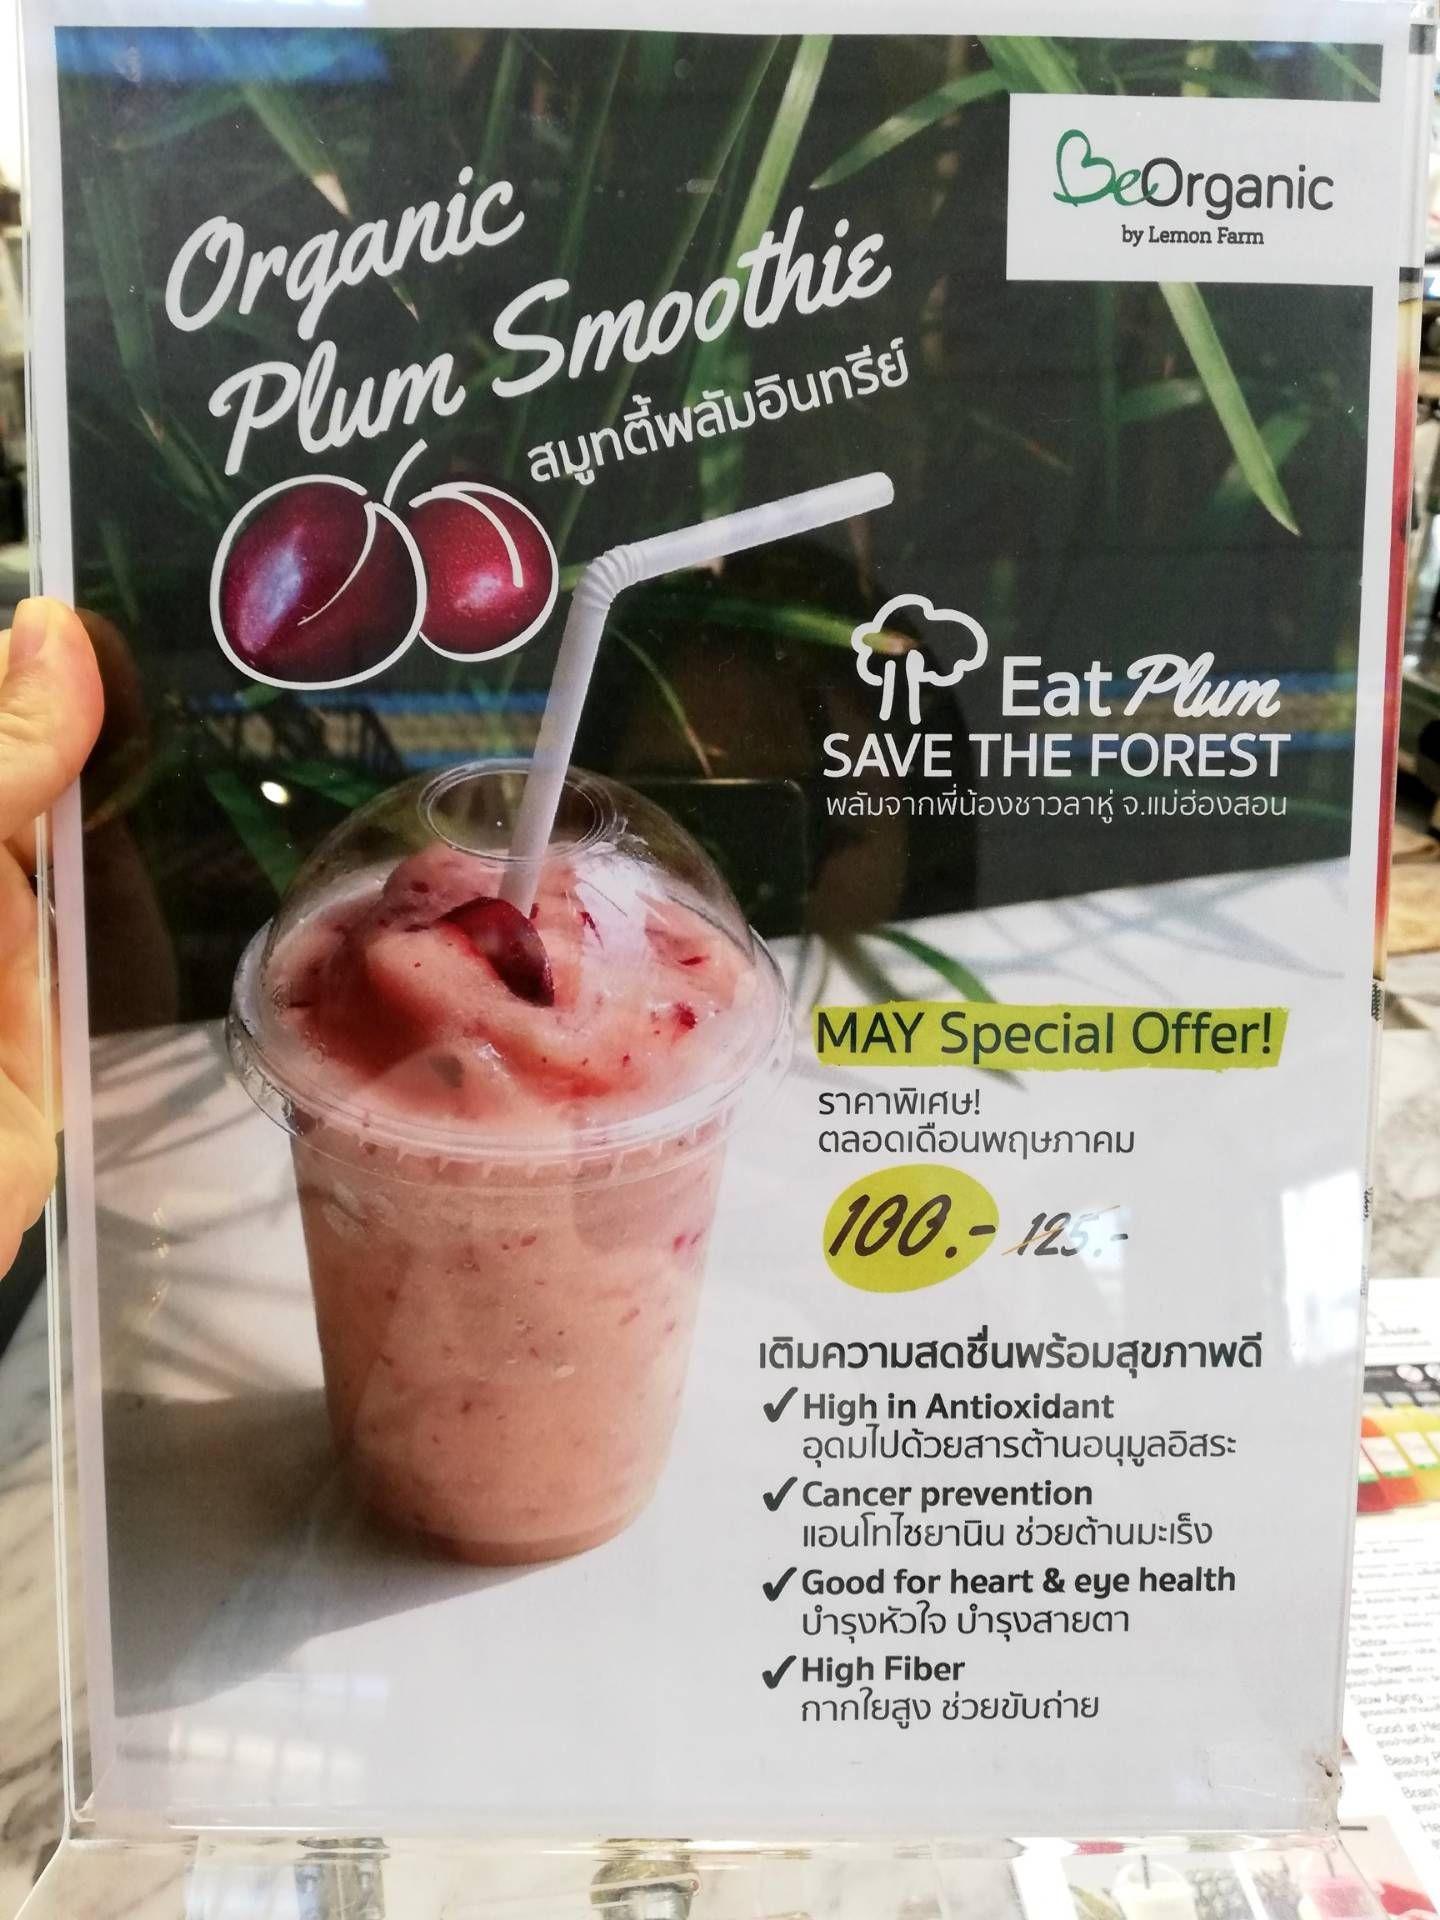 BeOrganic
by Lemon Farm
Organic
Plum Smoothie
สมูทตี้พลัมอินทรีย์
Eat Plum
SAVE THE FOREST
พลัมจากพี่น้องชาวลาหู่ จ.แม่ฮ่องสอน
MAY Special Offer!
ราคาพิเศษ!
ตลอดเดือนพฤษภาคม
100.- 125.-
เติมความสดชื่นพร้อมสุขภาพดี
✔ High in Antioxidant
อุดมไปด้วยสารต้านอนุมูลอิสระ
✔ Cancer prevention
แอนโทไซยานิน ช่วยต้านมะเร็ง
✔ Good for heart & eye health
บำรุงหัวใจ บำรุงสายตา
✔ High Fiber
กากใยสูง ช่วยขับถ่าย
Detox
Slow Aging
Good at
Beauty
Brain